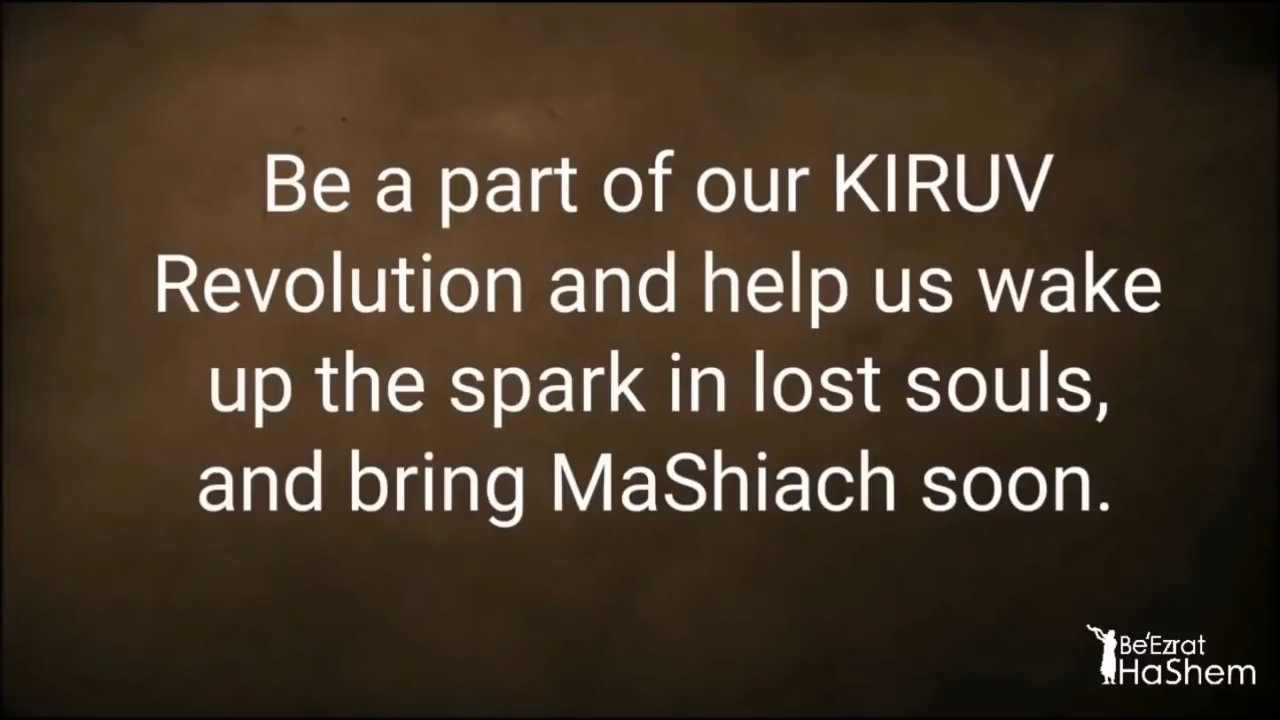 Be a part of our KIRUV
Revolution and help us wake
up the spark in lost souls,
and bring MaShiach soon.
Be'Ezrat
HaShem